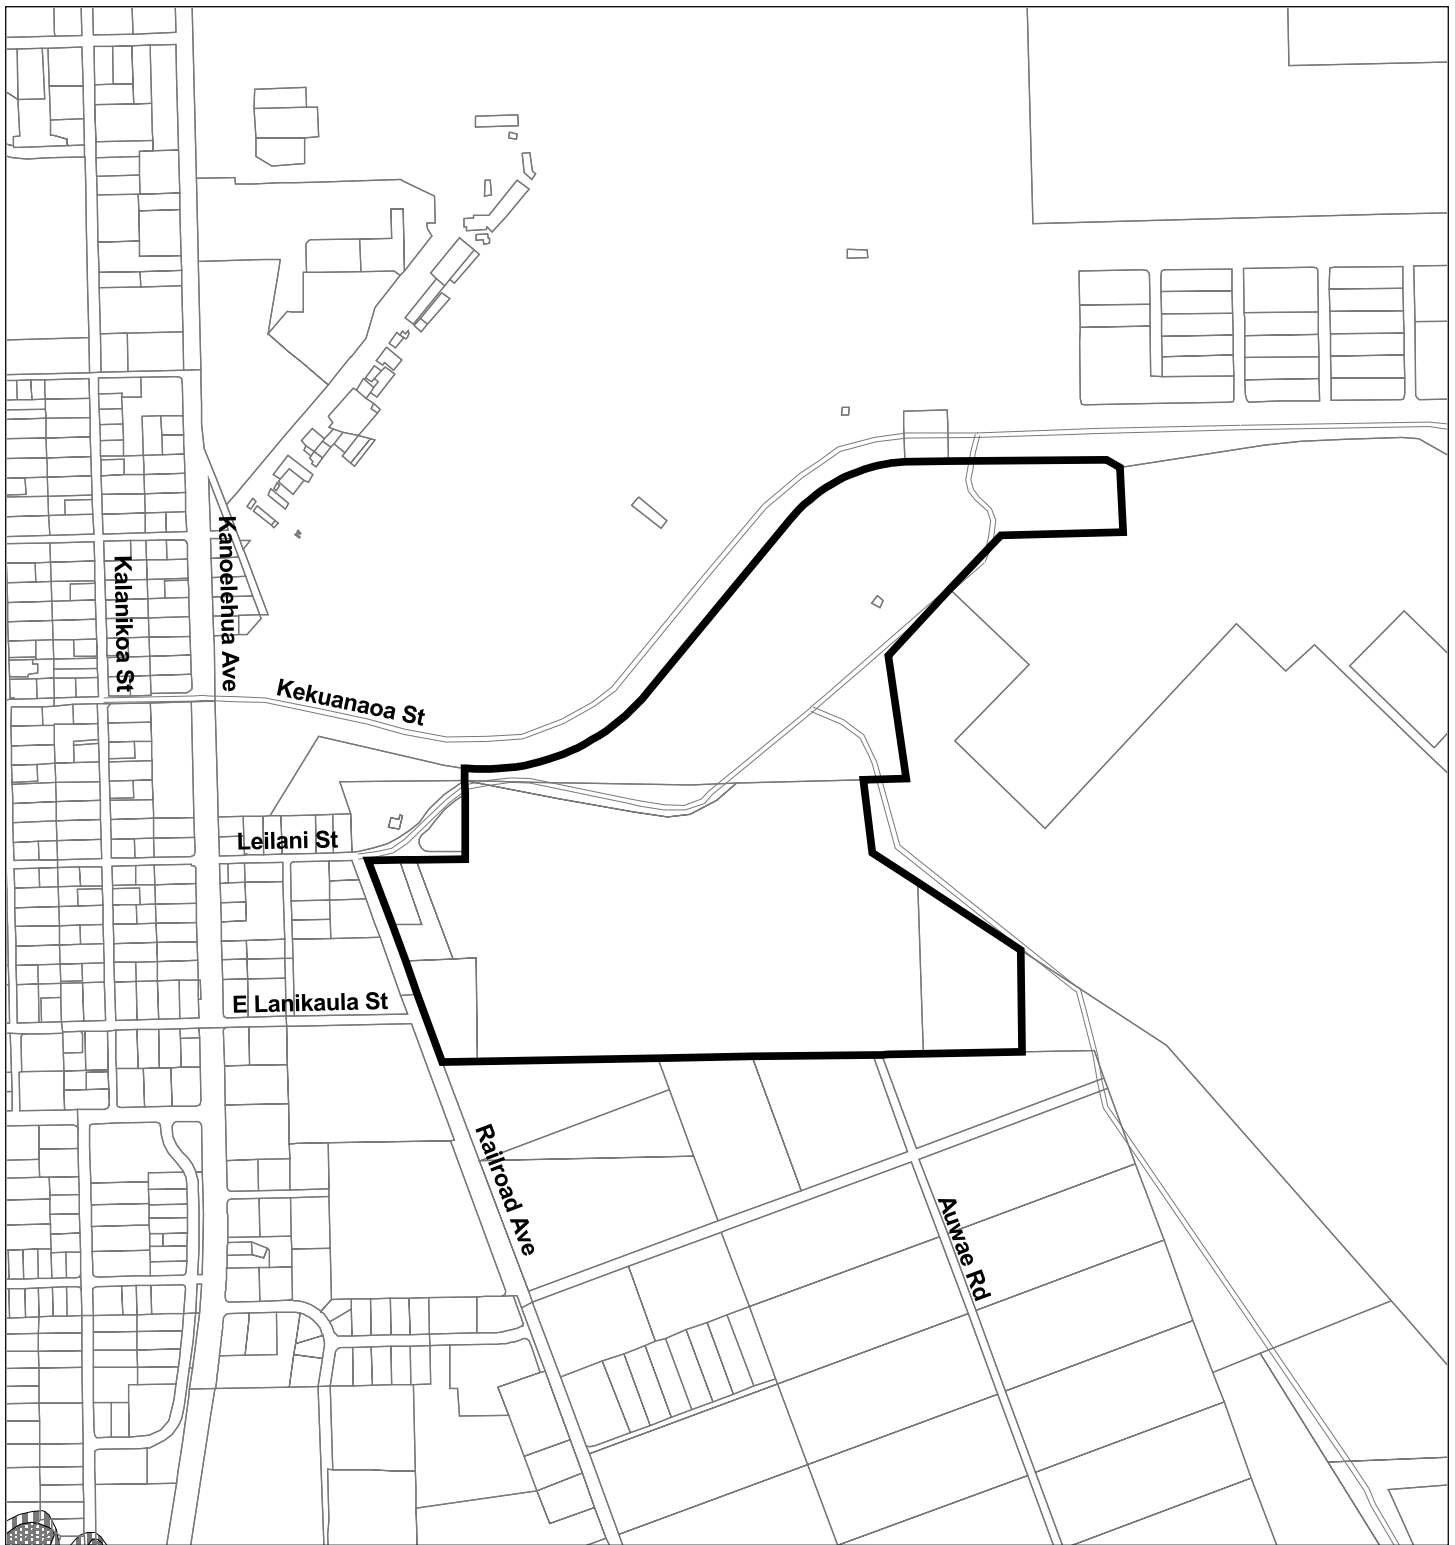 Kanoelehua Ave
Kalanikoa St
Kekuanaoa St
Leilani St
E Lanikaula St
Railroad Ave
Auwae Rd